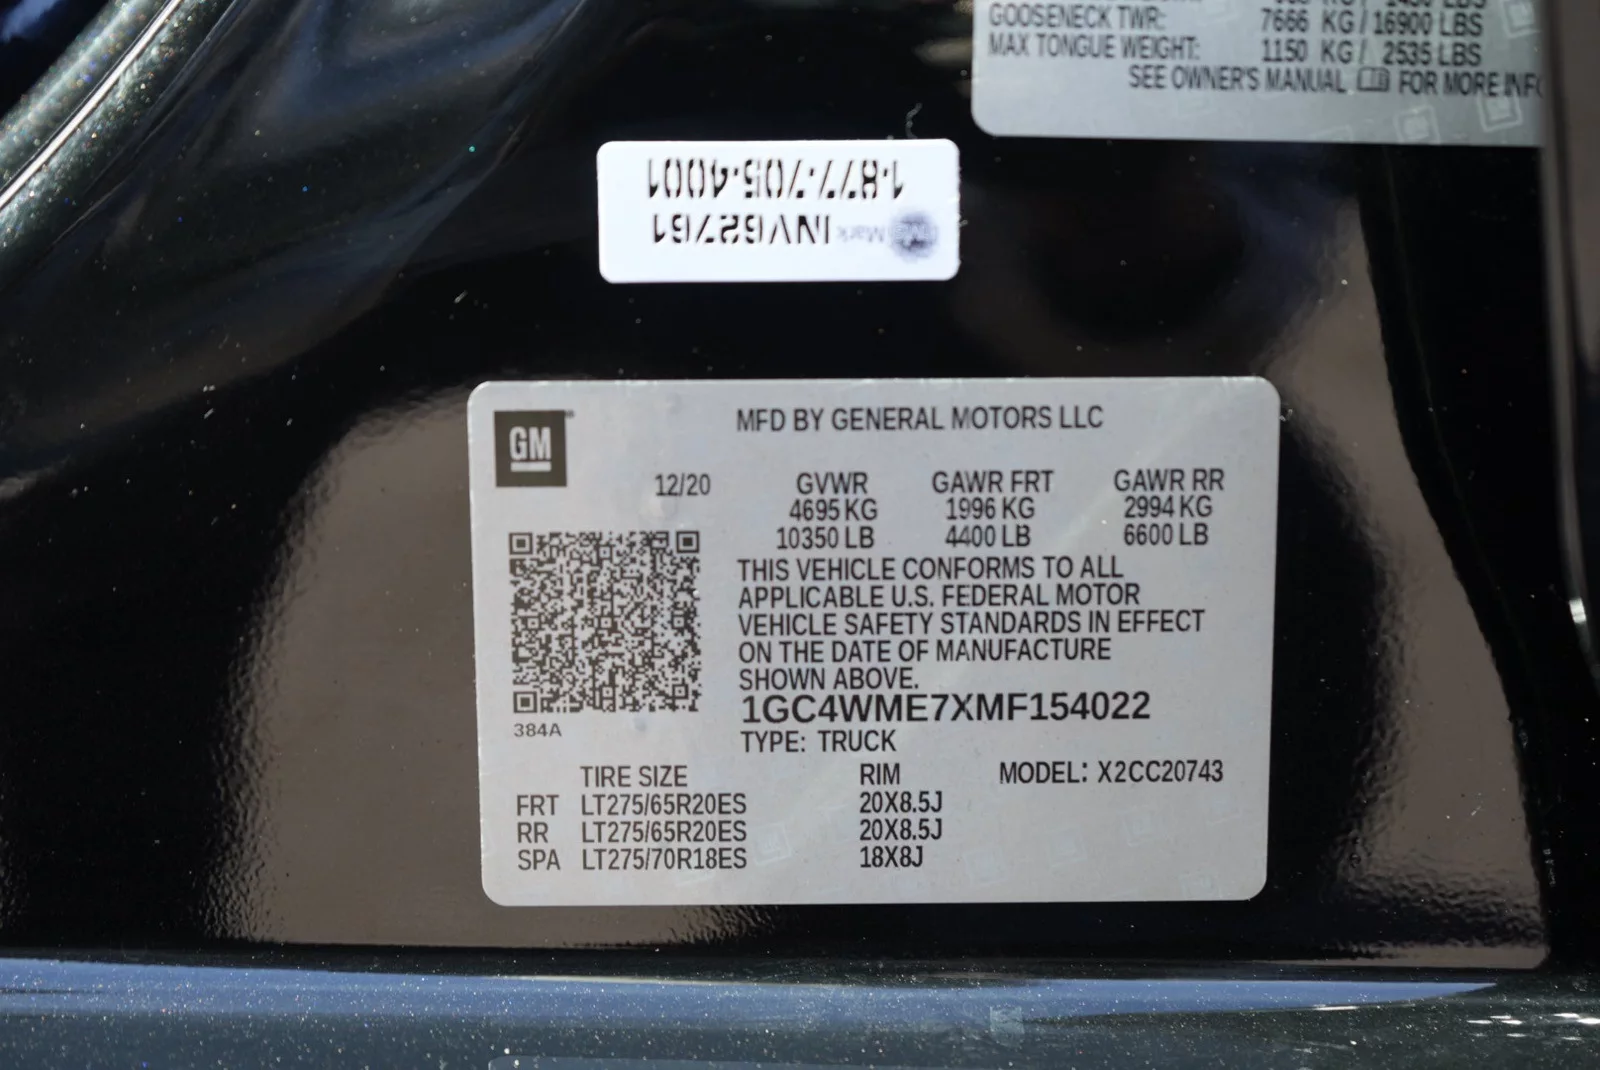 GOOSENECK TWR: 7666 KG / 16900 LBS
MAX TONGUE WEIGHT: 1150 KG / 2535 LBS
SEE OWNER'S MANUAL FOR MORE INFO
INV62761
1-877-705-4001
GM
MFD BY GENERAL MOTORS LLC
12/20 GVWR GAWR FRT GAWR RR
4695 KG 1996 KG 2994 KG
10350 LB 4400 LB 6600 LB
THIS VEHICLE CONFORMS TO ALL
APPLICABLE U.S. FEDERAL MOTOR
VEHICLE SAFETY STANDARDS IN EFFECT
ON THE DATE OF MANUFACTURE
SHOWN ABOVE.
1GC4WME7XMF154022
384A
TYPE: TRUCK
TIRE SIZE RIM MODEL: X2CC20743
FRT LT275/65R20ES 20X8.5J
RR LT275/65R20ES 20X8.5J
SPA LT275/70R18ES 18X8J